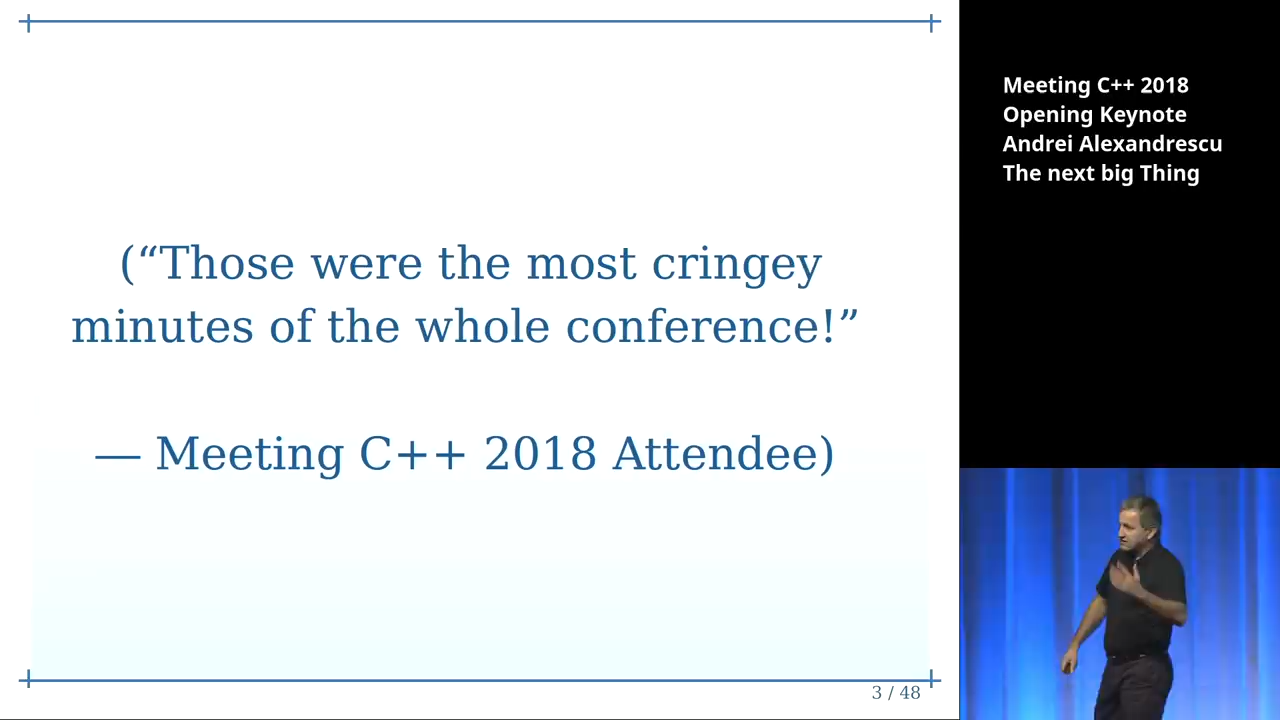 (“Those were the most cringey
minutes of the whole conference!”
— Meeting C++ 2018 Attendee)
3 / 48
Meeting C++ 2018
Opening Keynote
Andrei Alexandrescu
The next big Thing